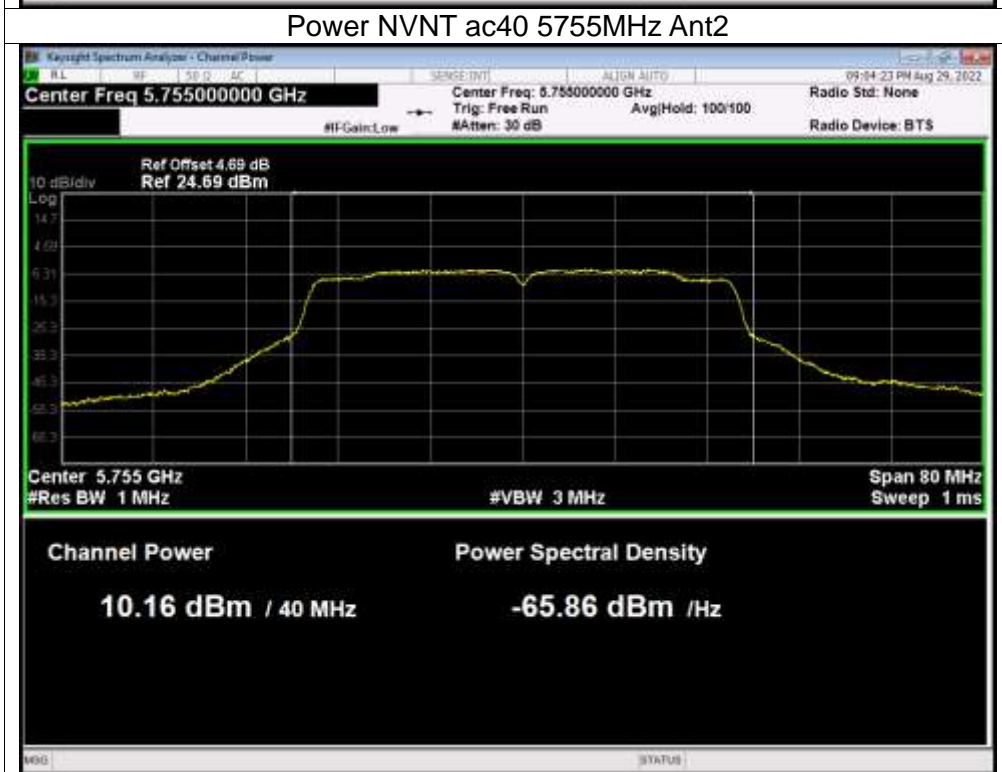 Power NVNT ac40 5755MHz Ant2
Keysight Spectrum Analyzer - Channel Power
RL RF 50 Ω AC SENSE:INT ALIGN AUTO 09:04:23 PM Aug 29, 2022
Center Freq 5.755000000 GHz
Center Freq: 5.755000000 GHz
Radio Std: None
Trig: Free Run Avg|Hold: 100/100
#IFGain:Low #Atten: 30 dB Radio Device: BTS
Ref Offset 4.69 dB
10 dB/div Ref 24.69 dBm
Log
14.7
4.69
-5.31
-15.3
-25.3
-35.3
-45.3
-55.3
-65.3
Center 5.755 GHz Span 80 MHz
#Res BW 1 MHz #VBW 3 MHz Sweep 1 ms
Channel Power Power Spectral Density
10.16 dBm / 40 MHz -65.86 dBm /Hz
MSG STATUS